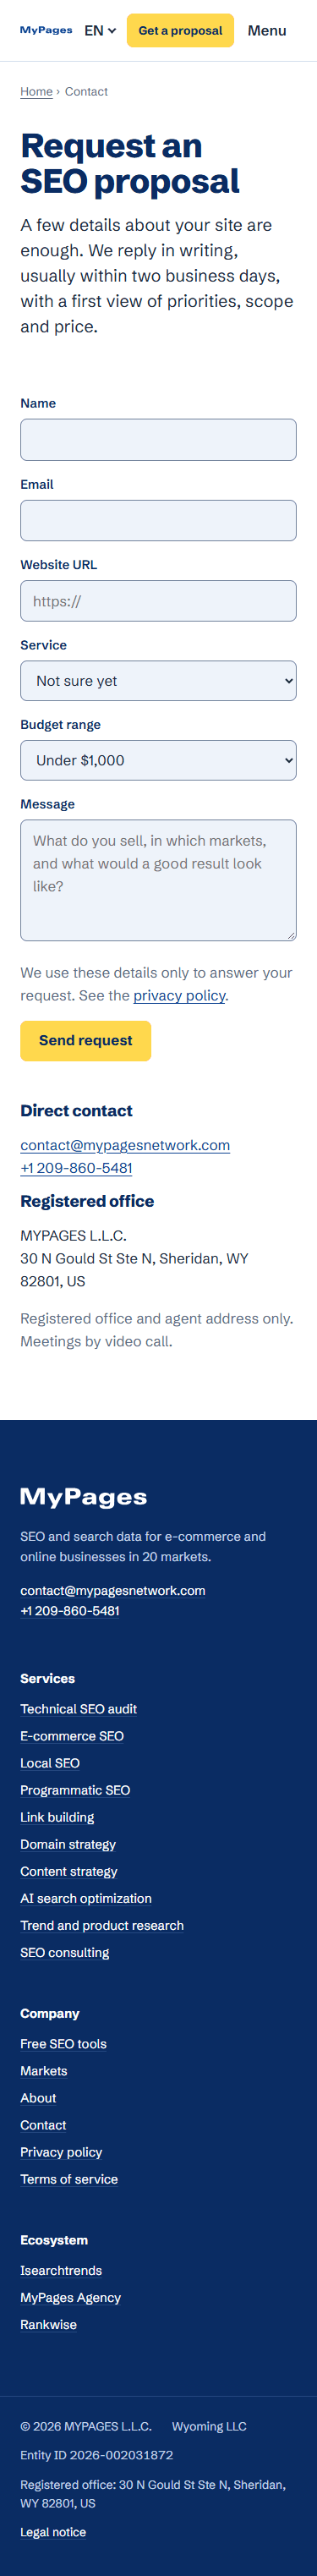 MyPages EN Get a proposal Menu
Home › Contact
Request an
SEO proposal
A few details about your site are
enough. We reply in writing,
usually within two business days,
with a first view of priorities, scope
and price.
Name
Email
Website URL
https://
Service
Not sure yet
Budget range
Under $1,000
Message
What do you sell, in which markets,
and what would a good result look
like?
We use these details only to answer your
request. See the privacy policy.
Send request
Direct contact
contact@mypagesnetwork.com
+1 209-860-5481
Registered office
MYPAGES L.L.C.
30 N Gould St Ste N, Sheridan, WY
82801, US
Registered office and agent address only.
Meetings by video call.
MyPages
SEO and search data for e-commerce and
online businesses in 20 markets.
contact@mypagesnetwork.com
+1 209-860-5481
Services
Technical SEO audit
E-commerce SEO
Local SEO
Programmatic SEO
Link building
Domain strategy
Content strategy
AI search optimization
Trend and product research
SEO consulting
Company
Free SEO tools
Markets
About
Contact
Privacy policy
Terms of service
Ecosystem
Isearchtrends
MyPages Agency
Rankwise
© 2026 MYPAGES L.L.C. Wyoming LLC
Entity ID 2026-002031872
Registered office: 30 N Gould St Ste N, Sheridan,
WY 82801, US
Legal notice